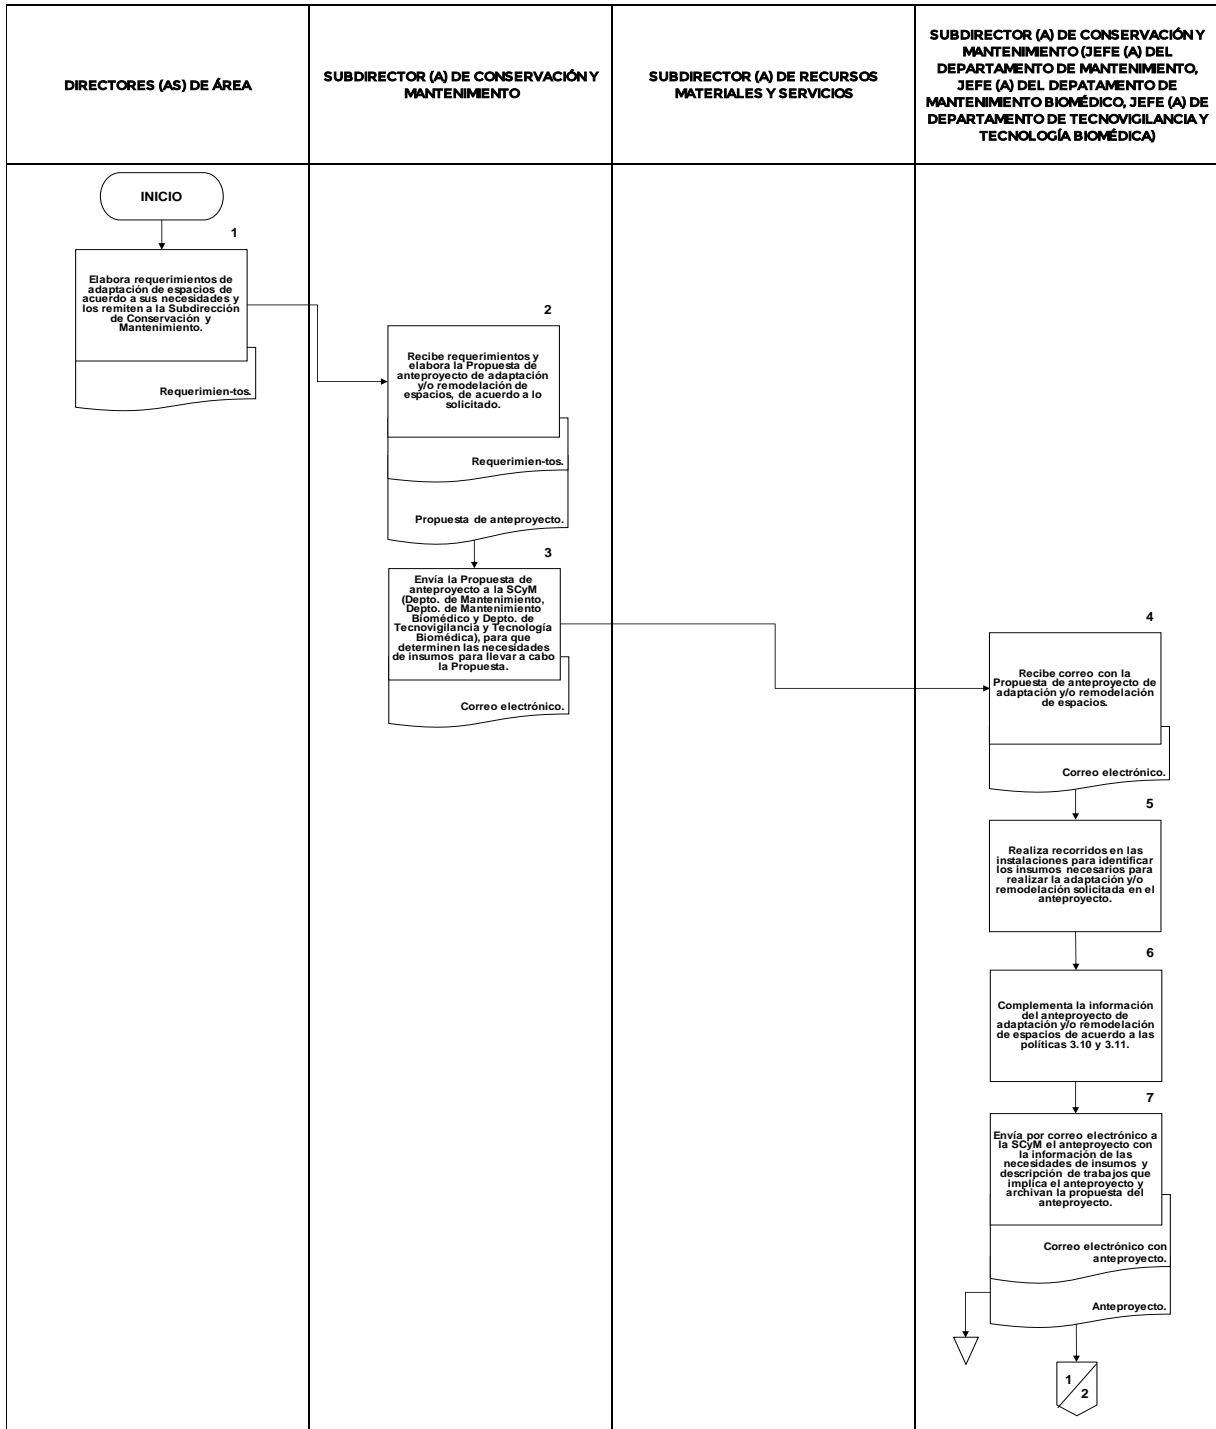 DIRECTORES (AS) DE ÁREA
SUBDIRECTOR (A) DE CONSERVACIÓN Y
MANTENIMIENTO
SUBDIRECTOR (A) DE RECURSOS
MATERIALES Y SERVICIOS
SUBDIRECTOR (A) DE CONSERVACIÓN Y
MANTENIMIENTO (JEFE (A) DEL
DEPARTAMENTO DE MANTENIMIENTO,
JEFE (A) DEL DEPATAMENTO DE
MANTENIMIENTO BIOMÉDICO, JEFE (A) DE
DEPARTAMENTO DE TECNOVIGILANCIA Y
TECNOLOGÍA BIOMÉDICA)
INICIO
1
Elabora requerimientos de
adaptación de espacios de
acuerdo a sus necesidades y
los remiten a la Subdirección
de Conservación y
Mantenimiento.
Requerimien-tos.
2
Recibe requerimientos y
elabora la Propuesta de
anteproyecto de adaptación
y/o remodelación de
espacios, de acuerdo a lo
solicitado.
Requerimien-tos.
Propuesta de anteproyecto.
3
Envía la Propuesta de
anteproyecto a la SCyM
(Depto. de Mantenimiento,
Depto. de Mantenimiento
Biomédico y Depto. de
Tecnovigilancia y Tecnología
Biomédica), para que
determinen las necesidades
de insumos para llevar a cabo
la Propuesta.
Correo electrónico.
4
Recibe correo con la
Propuesta de anteproyecto de
adaptación y/o remodelación
de espacios.
Correo electrónico.
5
Realiza recorridos en las
instalaciones para identificar
los insumos necesarios para
realizar la adaptación y/o
remodelación solicitada en el
anteproyecto.
6
Complementa la información
del anteproyecto de
adaptación y/o remodelación
de espacios de acuerdo a las
políticas 3.10 y 3.11.
7
Envía por correo electrónico a
la SCyM el anteproyecto con
la información de las
necesidades de insumos y
descripción de trabajos que
implica el anteproyecto y
archivan la propuesta del
anteproyecto.
Correo electrónico con
anteproyecto.
Anteproyecto.
1
2